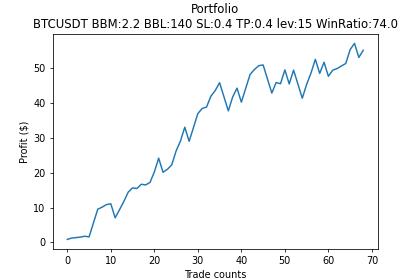 Portfolio
BTCUSDT BBM:2.2 BBL:140 SL:0.4 TP:0.4 lev:15 WinRatio:74.0
50
40
30
20
10
0
Profit ($)
0 10 20 30 40 50 60 70
Trade counts